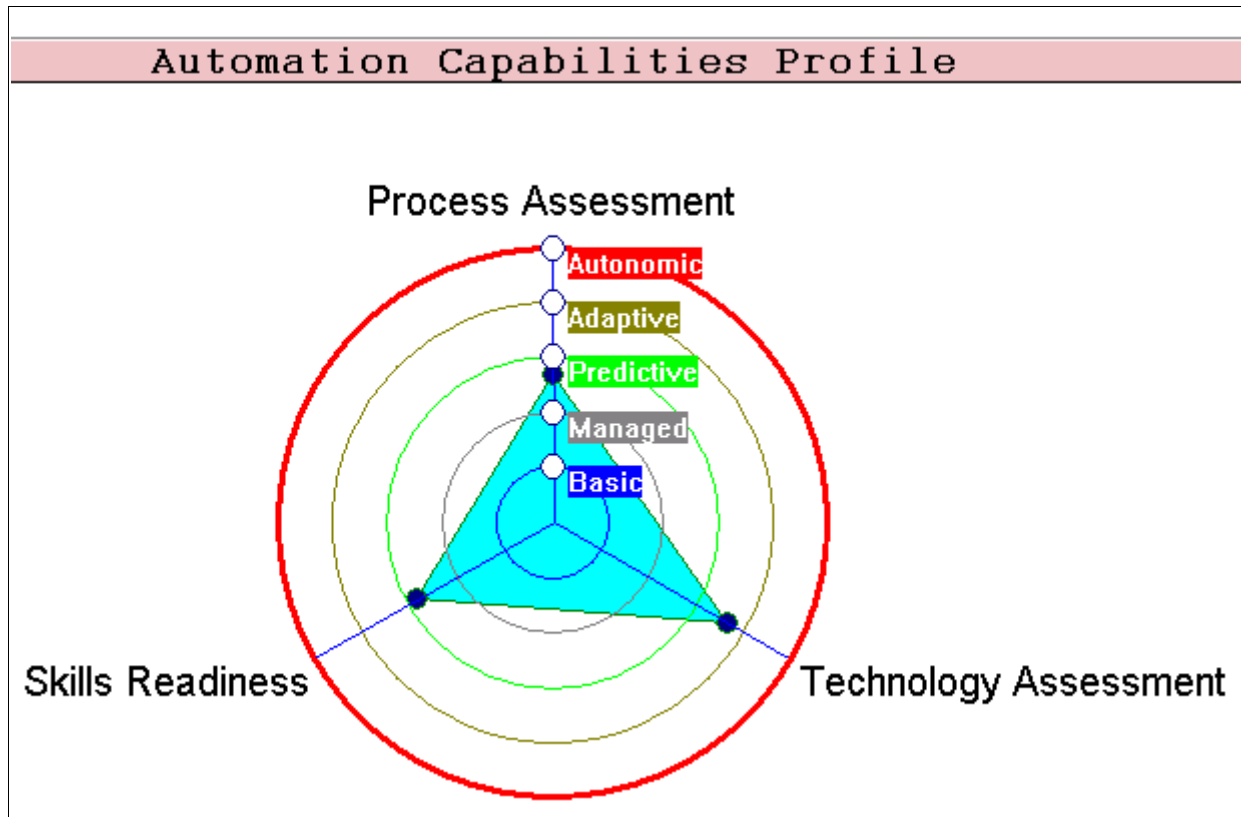 Automation Capabilities Profile
Process Assessment
Autonomic
Adaptive
Predictive
Managed
Basic
Skills Readiness
Technology Assessment